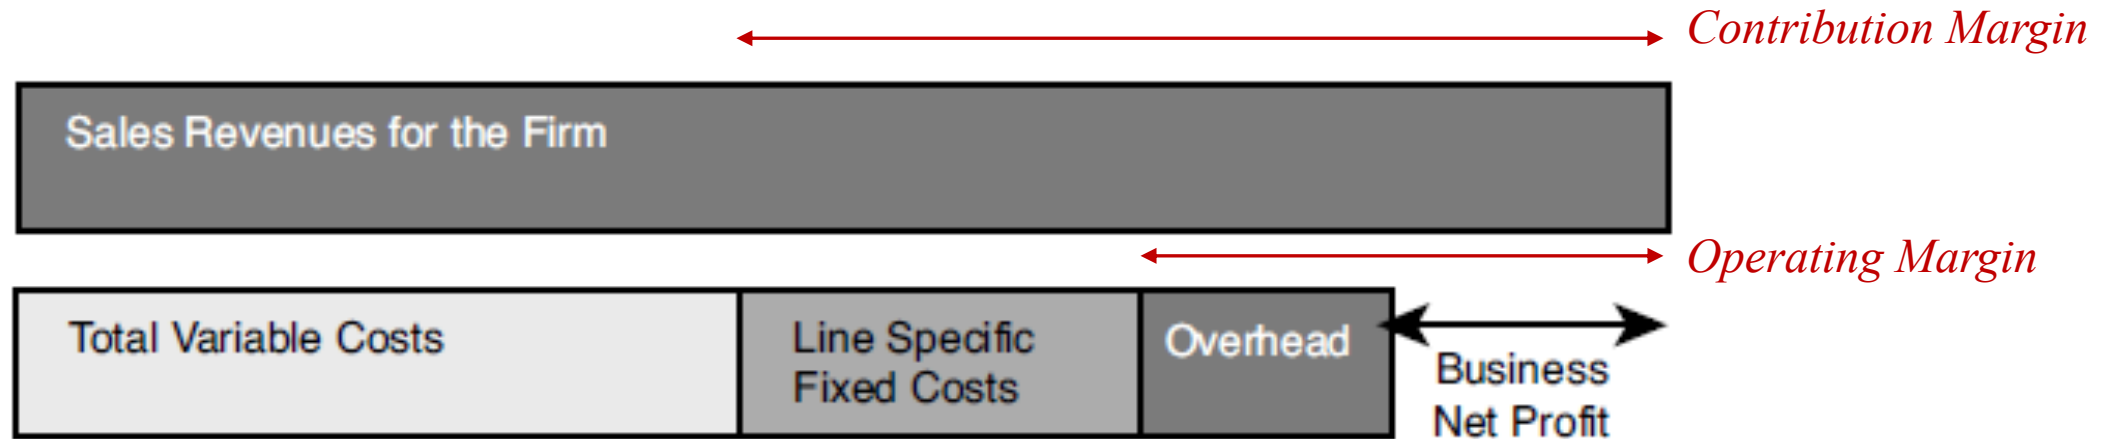 Contribution Margin
Sales Revenues for the Firm
Operating Margin
Total Variable Costs
Line Specific
Fixed Costs
Overhead
Business
Net Profit